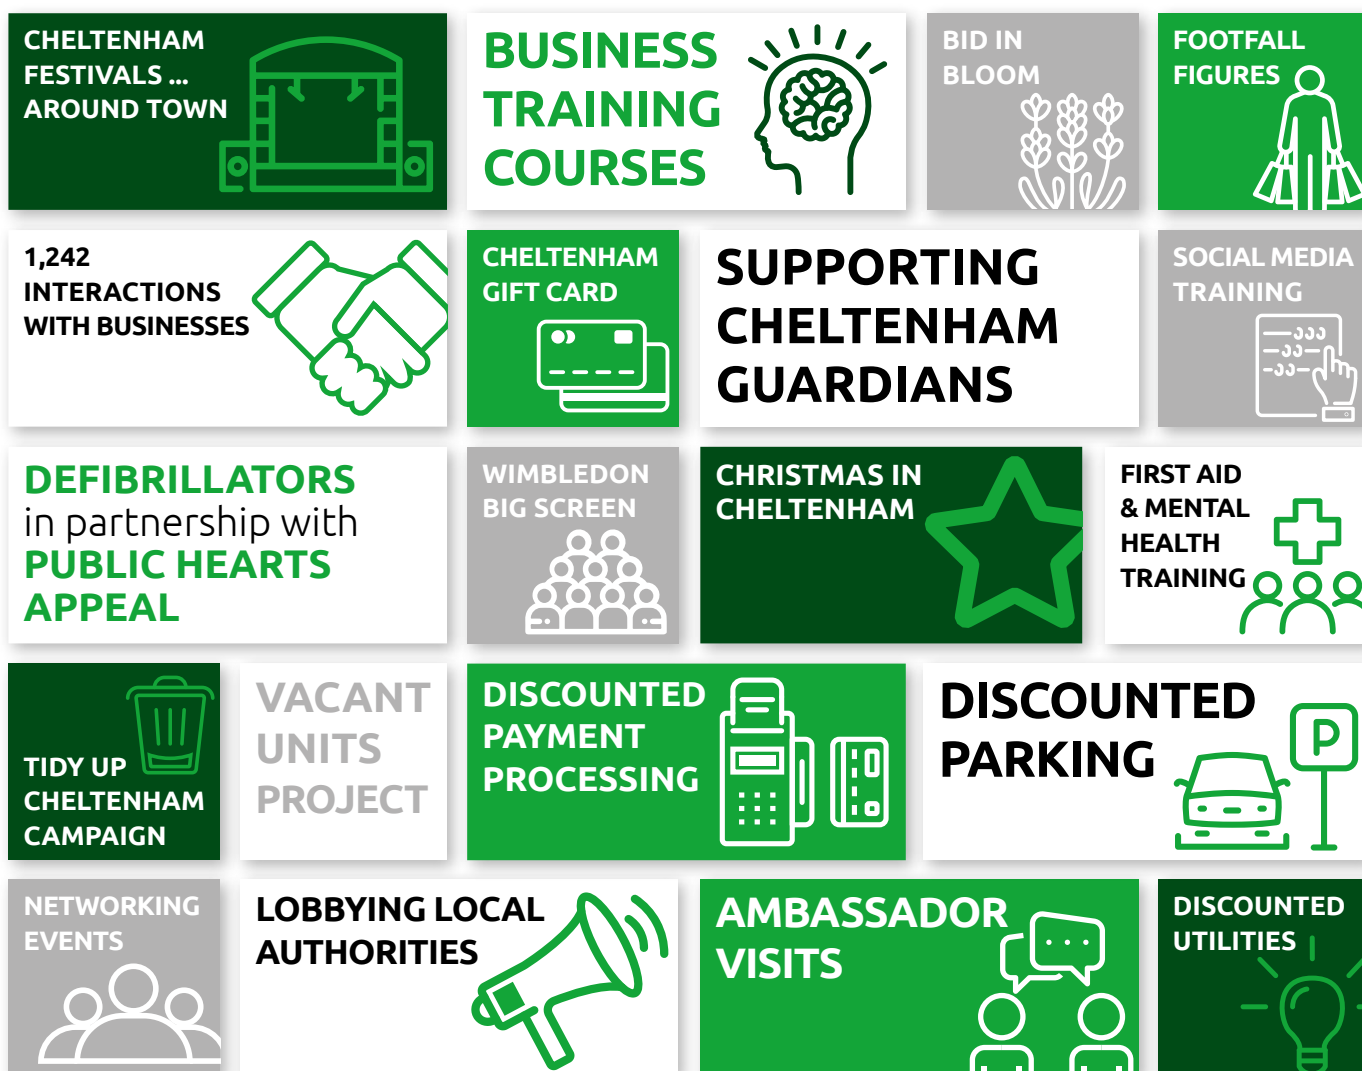 CHELTENHAM
FESTIVALS ...
AROUND TOWN
BUSINESS
TRAINING
COURSES
BID IN
BLOOM
FOOTFALL
FIGURES
1,242
INTERACTIONS
WITH BUSINESSES
CHELTENHAM
GIFT CARD
SUPPORTING
CHELTENHAM
GUARDIANS
SOCIAL MEDIA
TRAINING
DEFIBRILLATORS
in partnership with
PUBLIC HEARTS
APPEAL
WIMBLEDON
BIG SCREEN
CHRISTMAS IN
CHELTENHAM
FIRST AID
& MENTAL
HEALTH
TRAINING
TIDY UP
CHELTENHAM
CAMPAIGN
VACANT
UNITS
PROJECT
DISCOUNTED
PAYMENT
PROCESSING
DISCOUNTED
PARKING
P
NETWORKING
EVENTS
LOBBYING LOCAL
AUTHORITIES
AMBASSADOR
VISITS
DISCOUNTED
UTILITIES